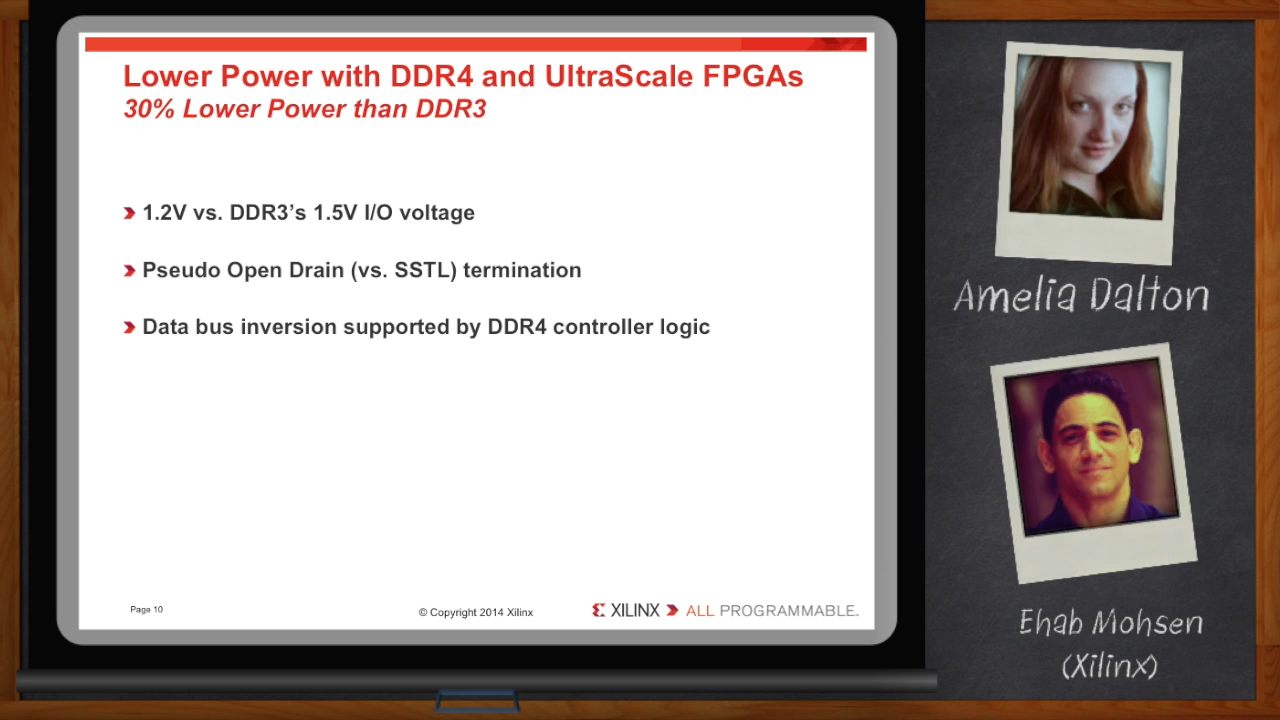 Lower Power with DDR4 and UltraScale FPGAs
30% Lower Power than DDR3
1.2V vs. DDR3’s 1.5V I/O voltage
Pseudo Open Drain (vs. SSTL) termination
Data bus inversion supported by DDR4 controller logic
Page 10
© Copyright 2014 Xilinx
XILINX ALL PROGRAMMABLE™
Amelia Dalton
Ehab Mohsen
(Xilinx)